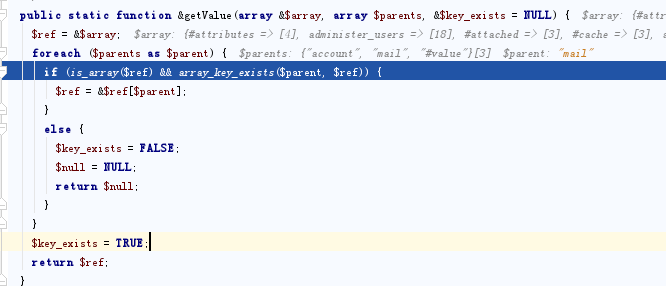 public static function &getValue(array &$array, array $parents, &$key_exists = NULL) { $array: {#att
$ref = &$array; $array: {#attributes => [4], administer_users => [18], #attached => [3], #cache => [3], a
foreach ($parents as $parent) { $parents: {"account", "mail", "#value"}[3] $parent: "mail"
if (is_array($ref) && array_key_exists($parent, $ref)) {
$ref = &$ref[$parent];
}
else {
$key_exists = FALSE;
$null = NULL;
return $null;
}
}
$key_exists = TRUE;
return $ref;
}